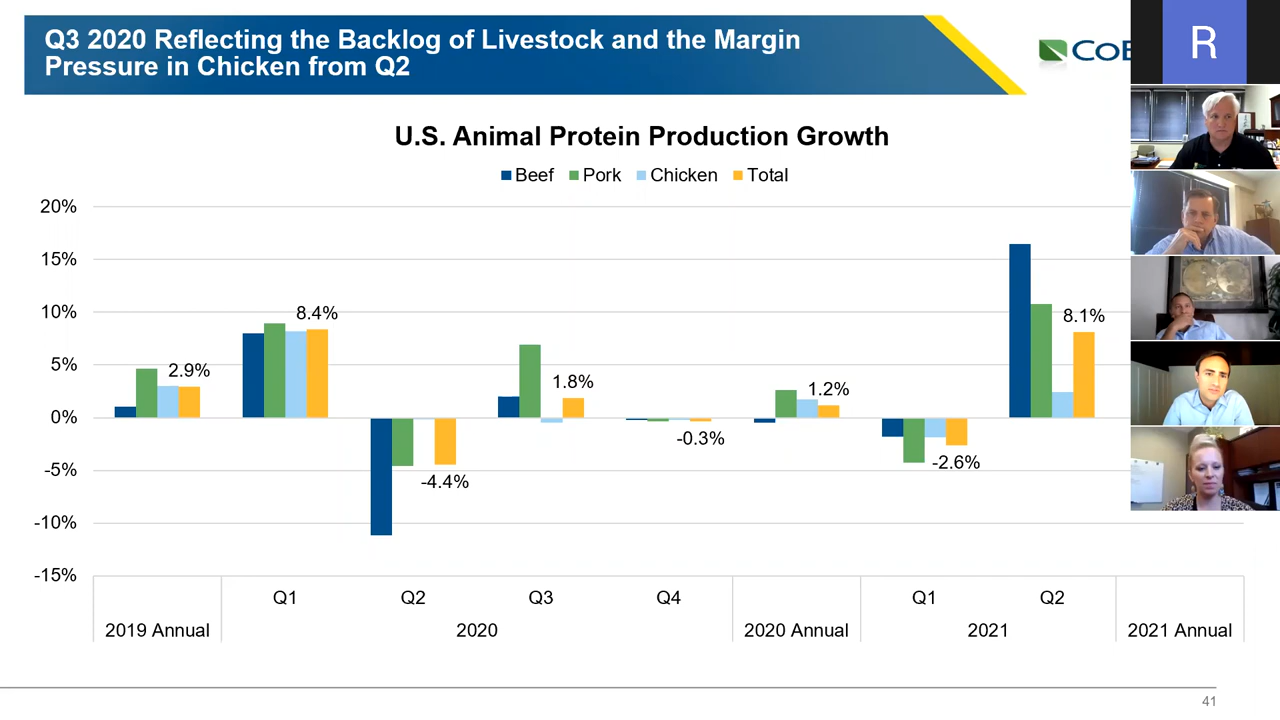 Q3 2020 Reflecting the Backlog of Livestock and the Margin
Pressure in Chicken from Q2
R
U.S. Animal Protein Production Growth
Beef Pork Chicken Total
20%
15%
10%
5%
0%
-5%
-10%
-15%
2.9%
8.4%
-4.4%
1.8%
-0.3%
1.2%
-2.6%
8.1%
Q1 Q2 Q3 Q4 Q1 Q2
2019 Annual 2020 2020 Annual 2021 2021 Annual
41